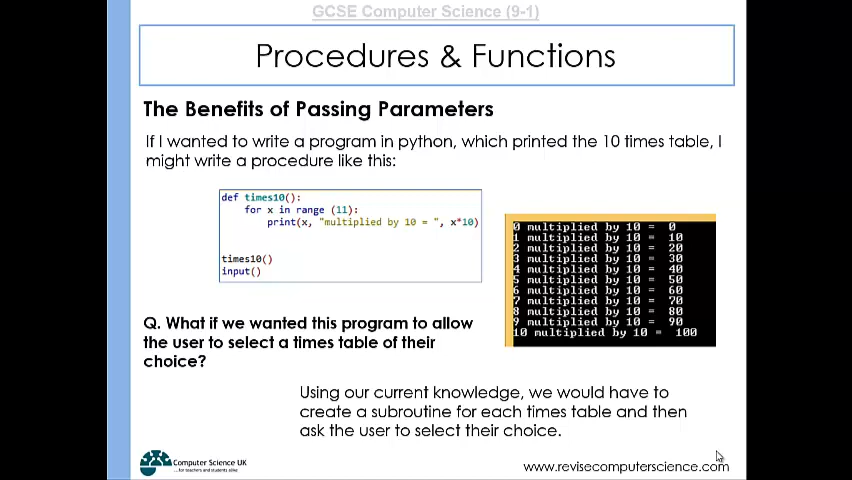 GCSE Computer Science (9-1)
Procedures & Functions
The Benefits of Passing Parameters
If I wanted to write a program in python, which printed the 10 times table, I
might write a procedure like this:
def times10():
    for x in range (11):
        print(x, "multiplied by 10 = ", x*10)
times10()
input()
0 multiplied by 10 =  0
1 multiplied by 10 =  10
2 multiplied by 10 =  20
3 multiplied by 10 =  30
4 multiplied by 10 =  40
5 multiplied by 10 =  50
6 multiplied by 10 =  60
7 multiplied by 10 =  70
8 multiplied by 10 =  80
9 multiplied by 10 =  90
10 multiplied by 10 =  100
Q. What if we wanted this program to allow
the user to select a times table of their
choice?
Using our current knowledge, we would have to
create a subroutine for each times table and then
ask the user to select their choice.
Computer Science UK
...for teachers and students alike
www.revisecomputerscience.com